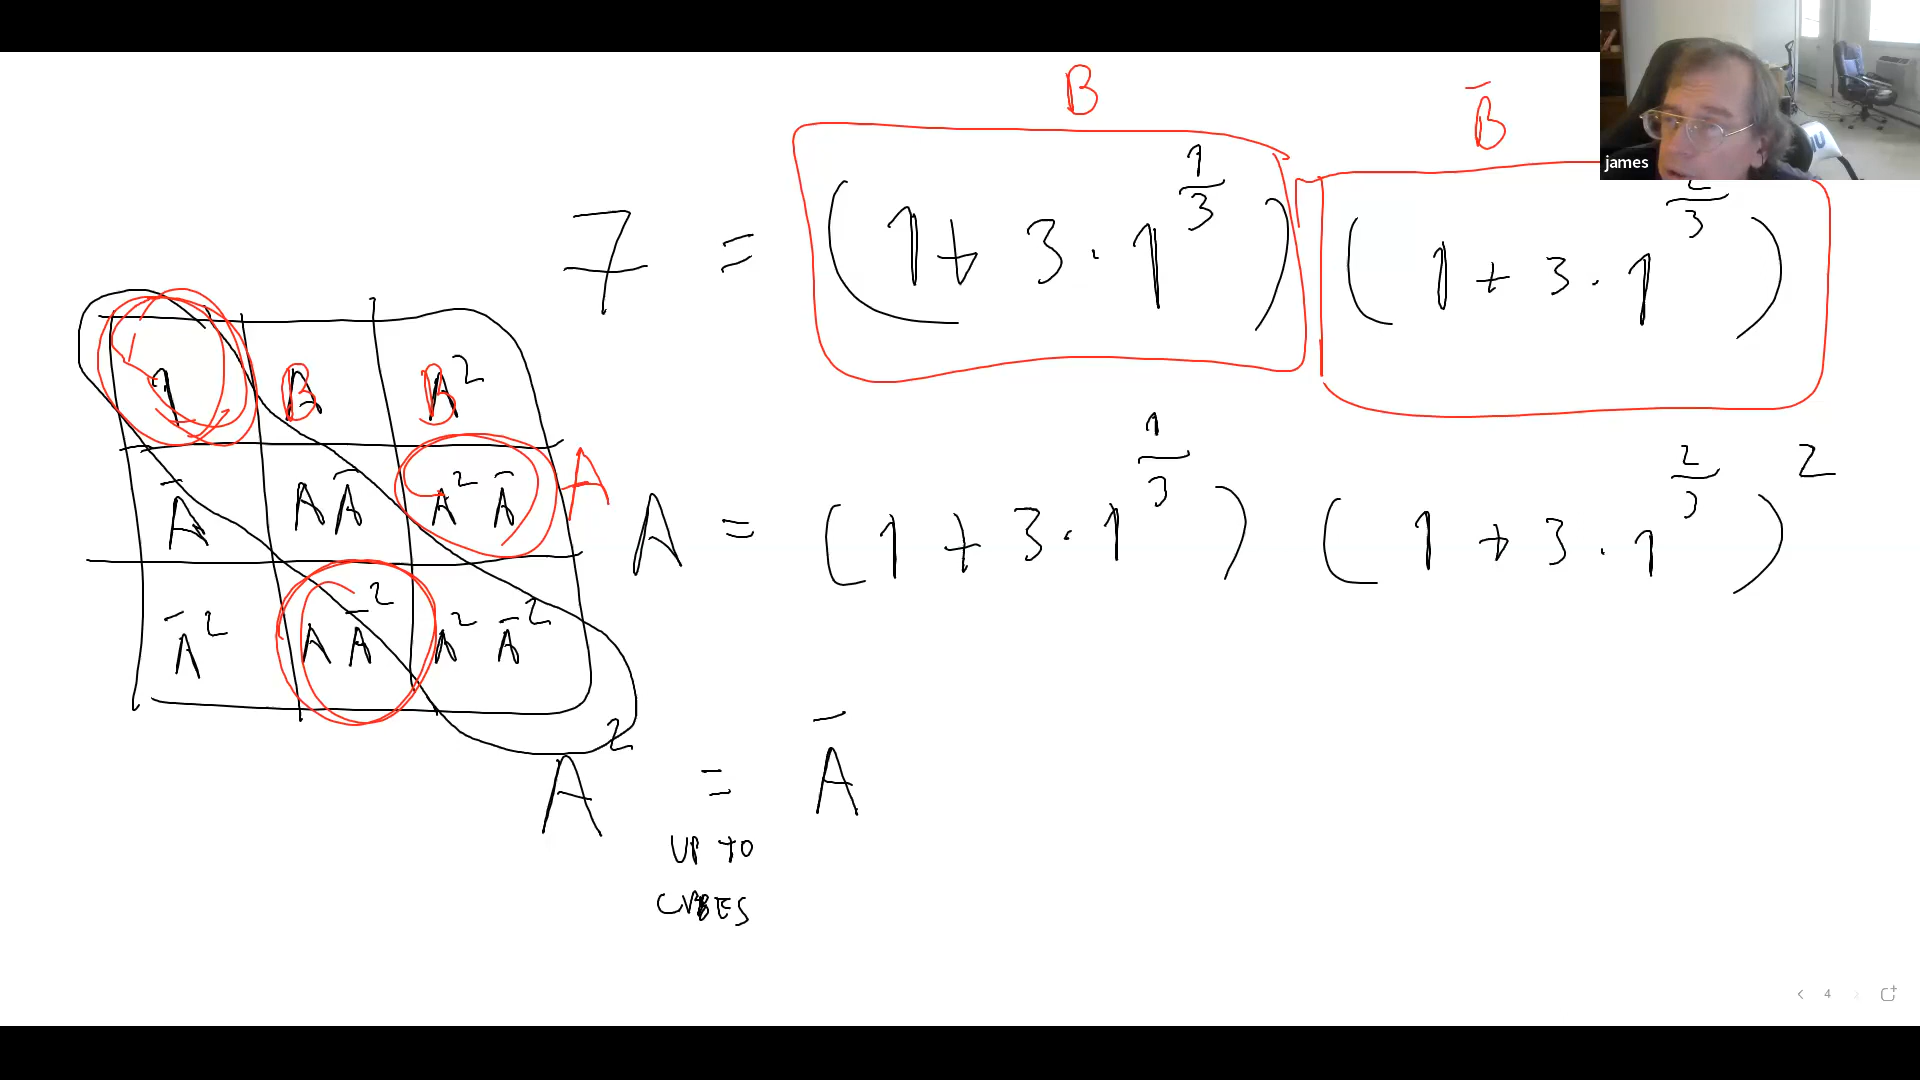 B
B̄
james
7 = (1 + 3 · 1^{1/3}) (1 + 3 · 1^{2/3})
1 B B²
Ā AĀ A²Ā A
Ā² AĀ² A²Ā²
A = (1 + 3 · 1^{1/3}) (1 + 3 · 1^{2/3})²
A² = Ā
UP TO
CUBES
4